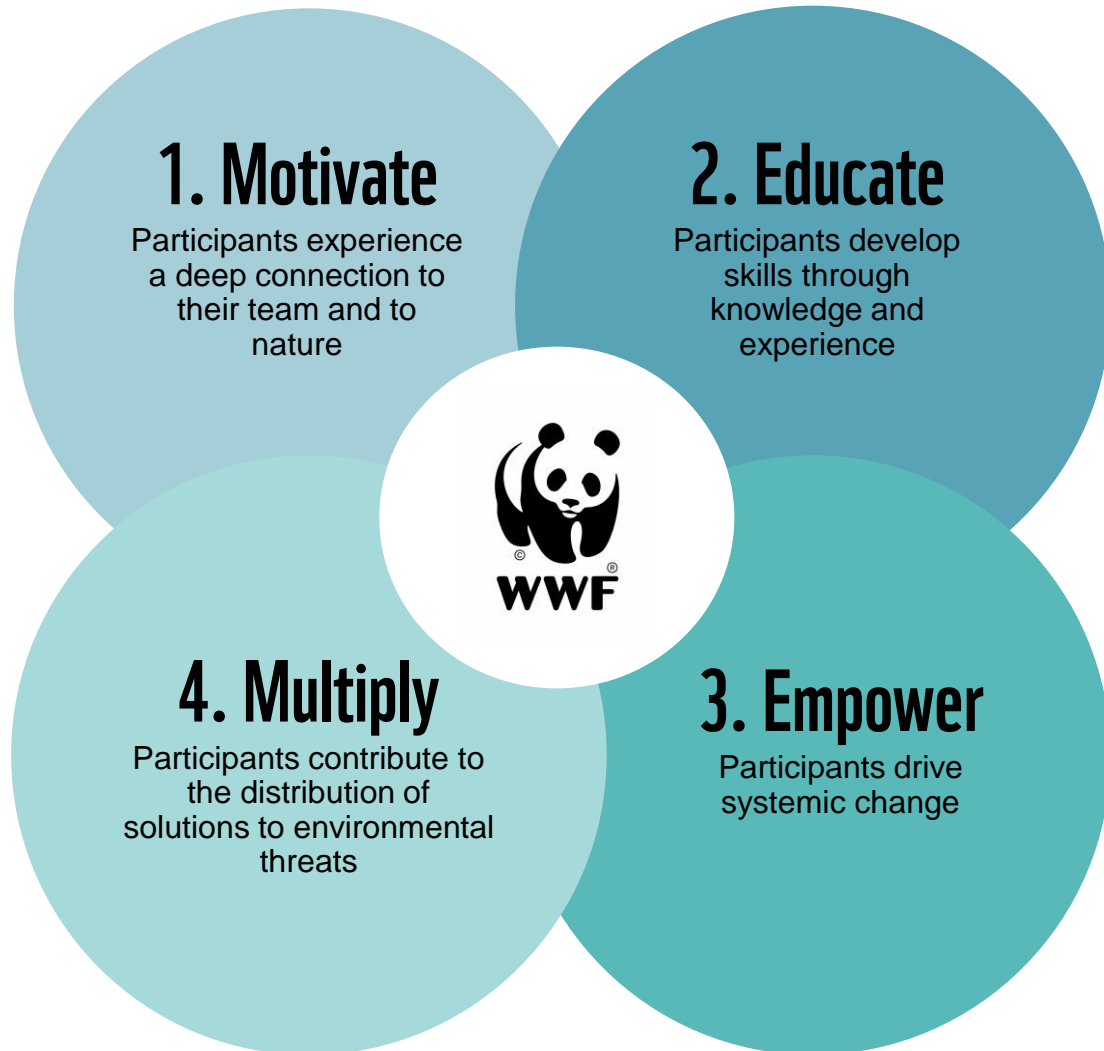 1. Motivate
Participants experience
a deep connection to
their team and to
nature
2. Educate
Participants develop
skills through
knowledge and
experience
©
®
WWF
4. Multiply
Participants contribute to
the distribution of
solutions to environmental
threats
3. Empower
Participants drive
systemic change